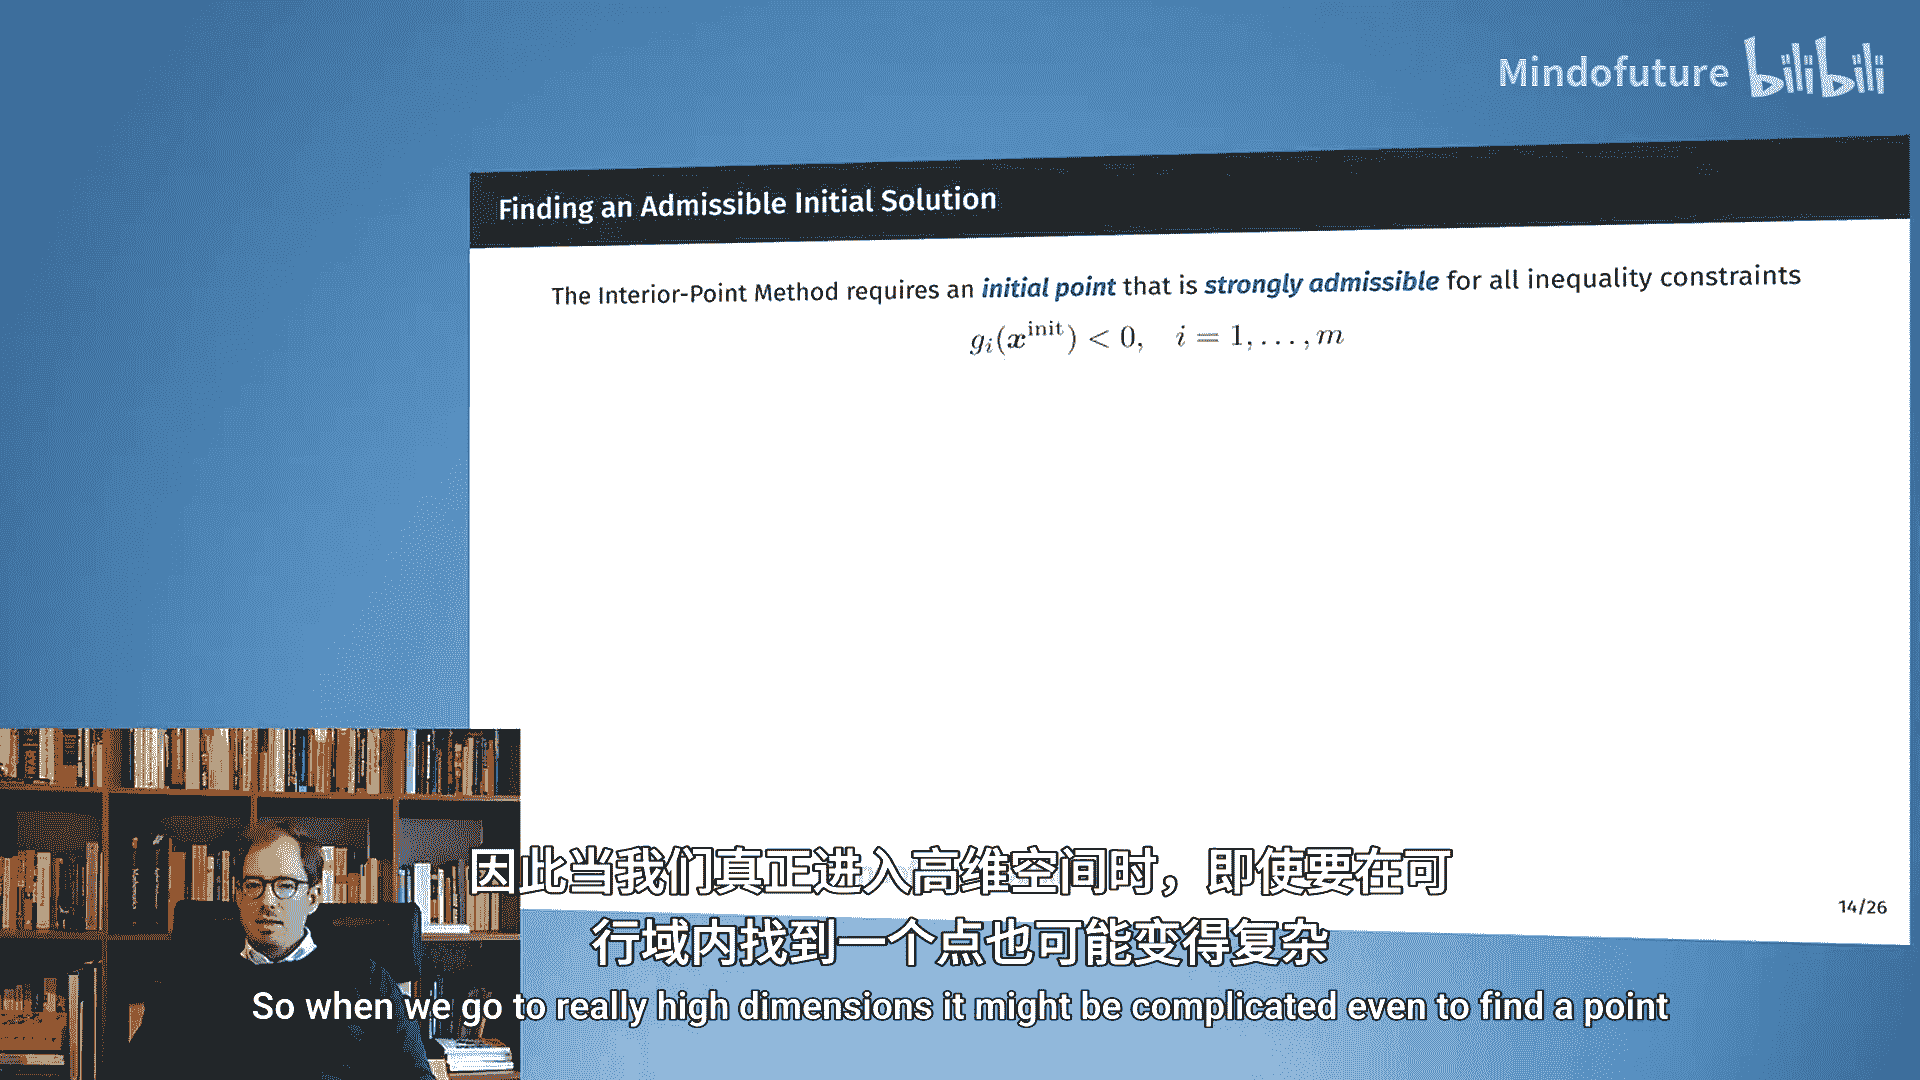 Mindofuture bilibili
Finding an Admissible Initial Solution
The Interior-Point Method requires an initial point that is strongly admissible for all inequality constraints
g_i(x^init) < 0, i = 1, ..., m
14/26
因此当我们真正进入高维空间时，即使要在可
行域内找到一个点也可能变得复杂
So when we go to really high dimensions it might be complicated even to find a point